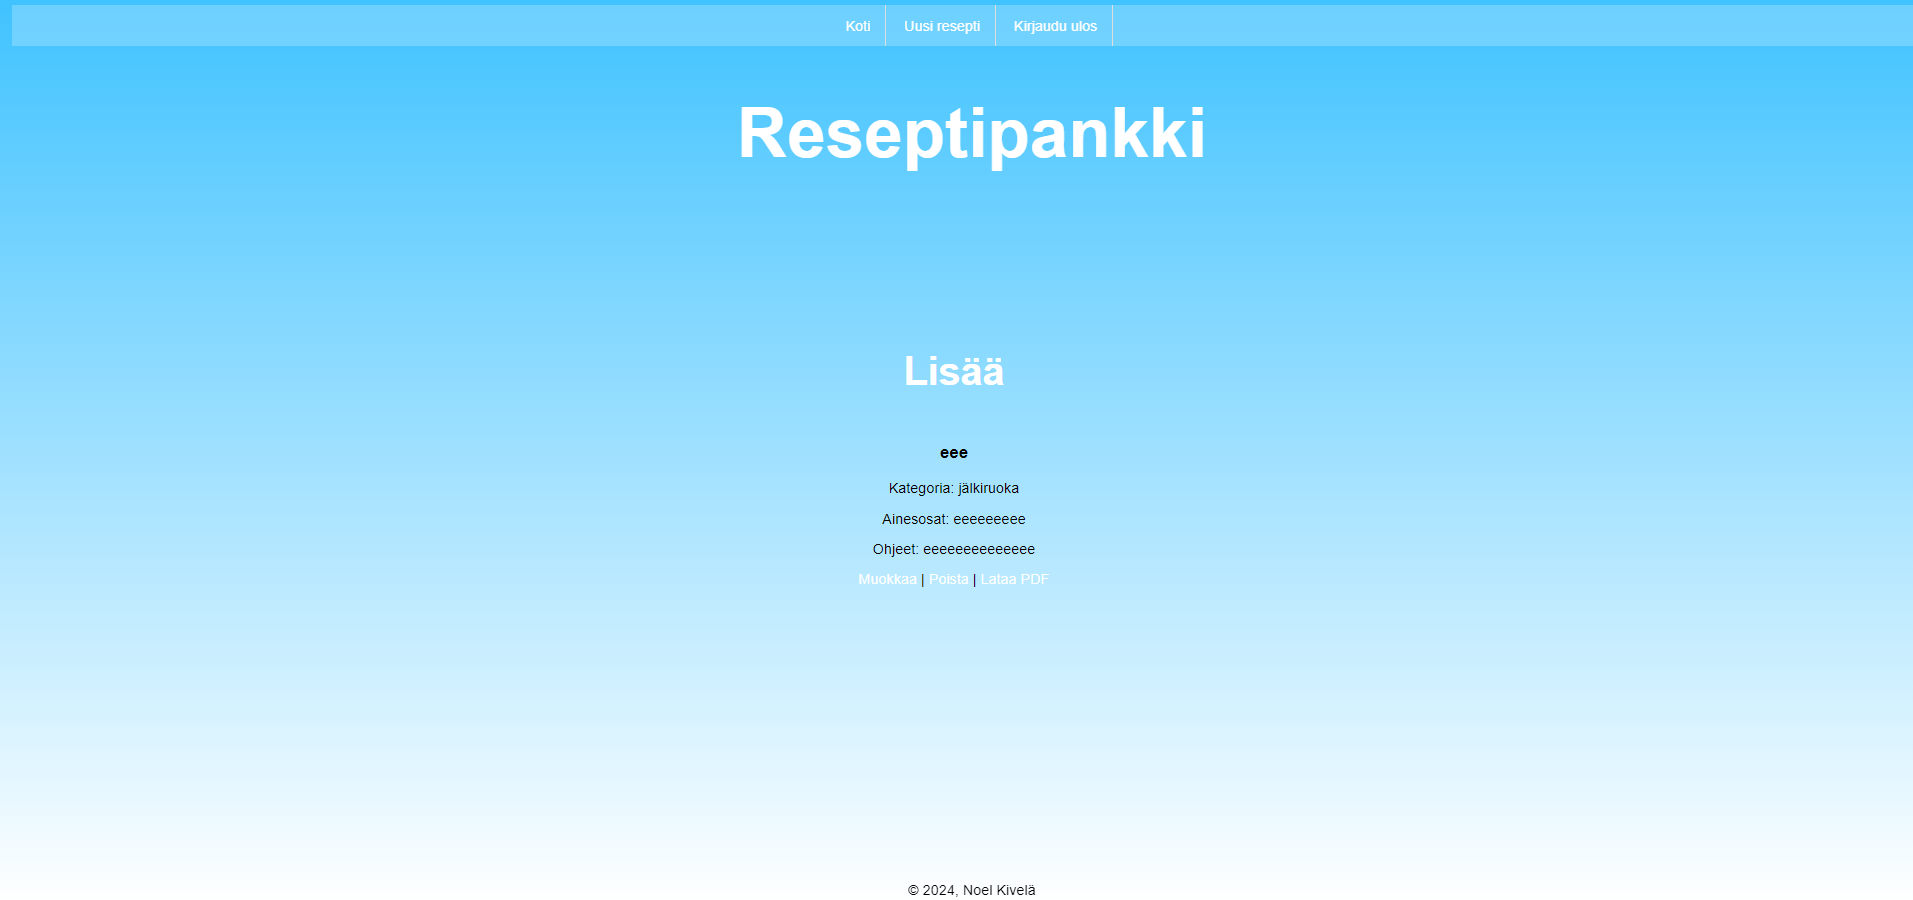 Koti Uusi resepti Kirjaudu ulos
Reseptipankki
Lisää
eee
Kategoria: jälkiruoka
Ainesosat: eeeeeeeee
Ohjeet: eeeeeeeeeeeeee
Muokkaa | Poista | Lataa PDF
© 2024, Noel Kivelä